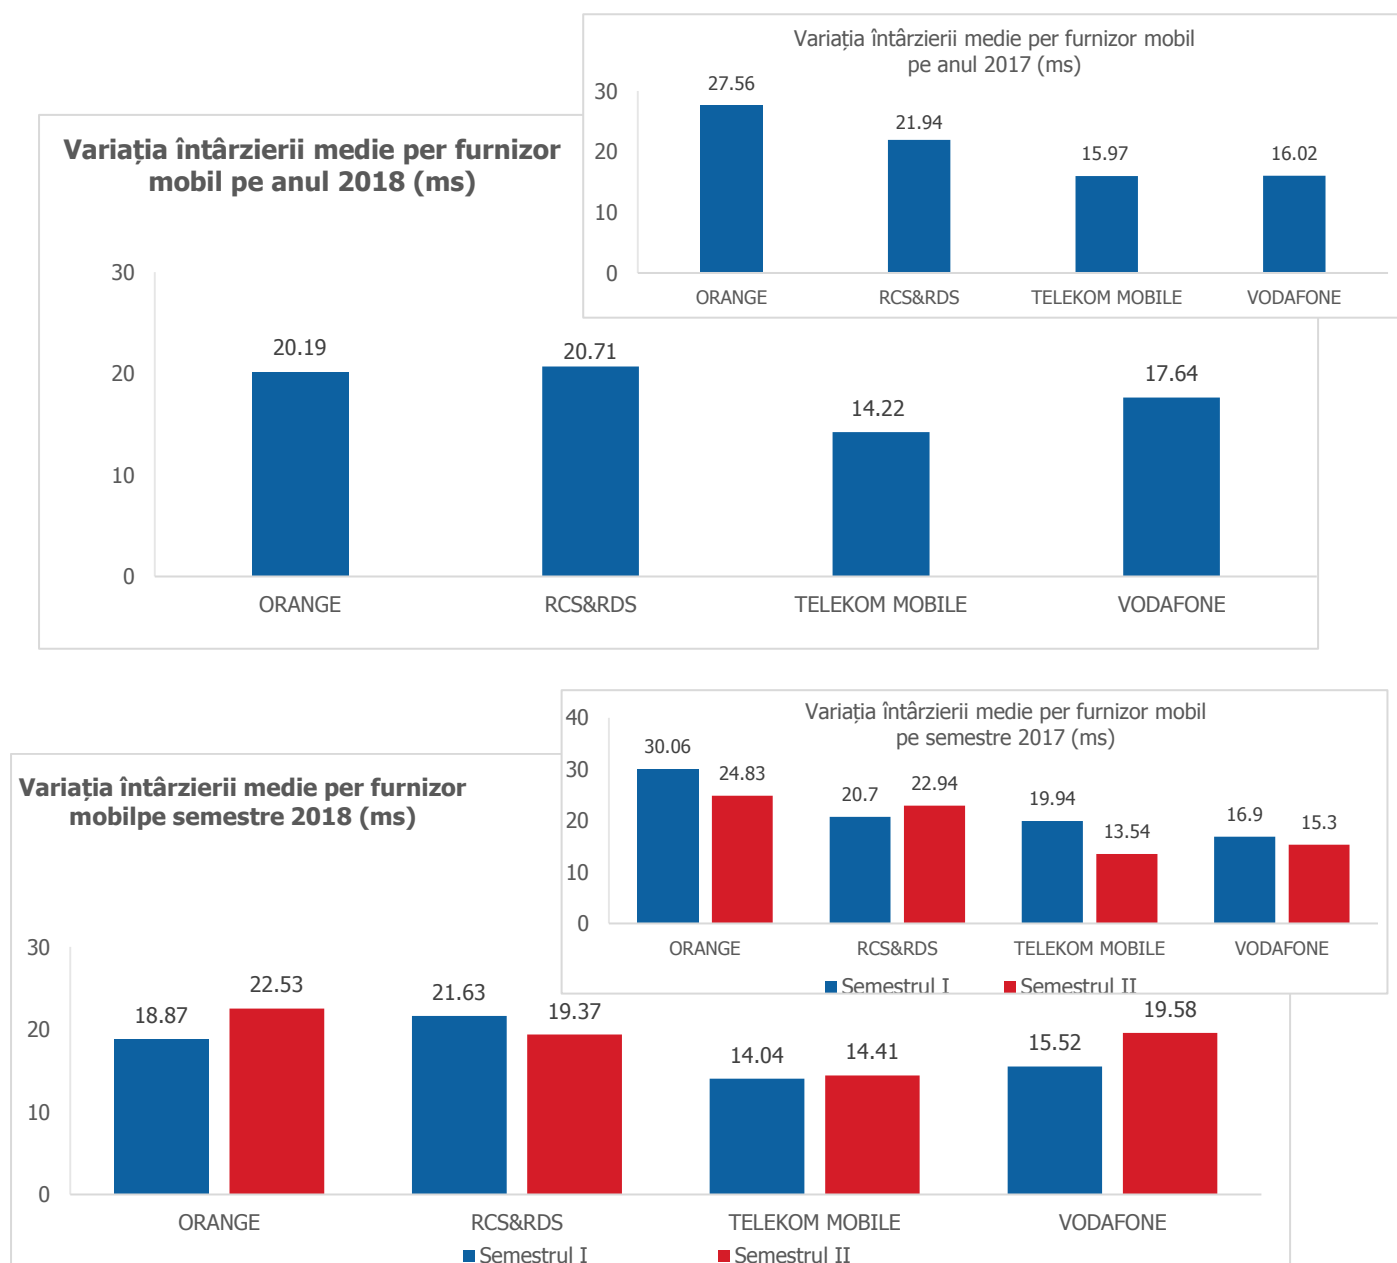 Variația întârzierii medie per furnizor mobil
pe anul 2017 (ms)
30
20
10
0
27.56
21.94
15.97
16.02
ORANGE
RCS&RDS
TELEKOM MOBILE
VODAFONE
Variația întârzierii medie per furnizor
mobil pe anul 2018 (ms)
30
20
10
0
20.19
20.71
14.22
17.64
ORANGE
RCS&RDS
TELEKOM MOBILE
VODAFONE
Variația întârzierii medie per furnizor mobil
pe semestre 2017 (ms)
40
30
20
10
0
30.06
24.83
20.7
22.94
19.94
13.54
16.9
15.3
ORANGE
RCS&RDS
TELEKOM MOBILE
VODAFONE
Semestrul I
Semestrul II
Variația întârzierii medie per furnizor
mobilpe semestre 2018 (ms)
30
20
10
0
18.87
22.53
21.63
19.37
14.04
14.41
15.52
19.58
ORANGE
RCS&RDS
TELEKOM MOBILE
VODAFONE
Semestrul I
Semestrul II